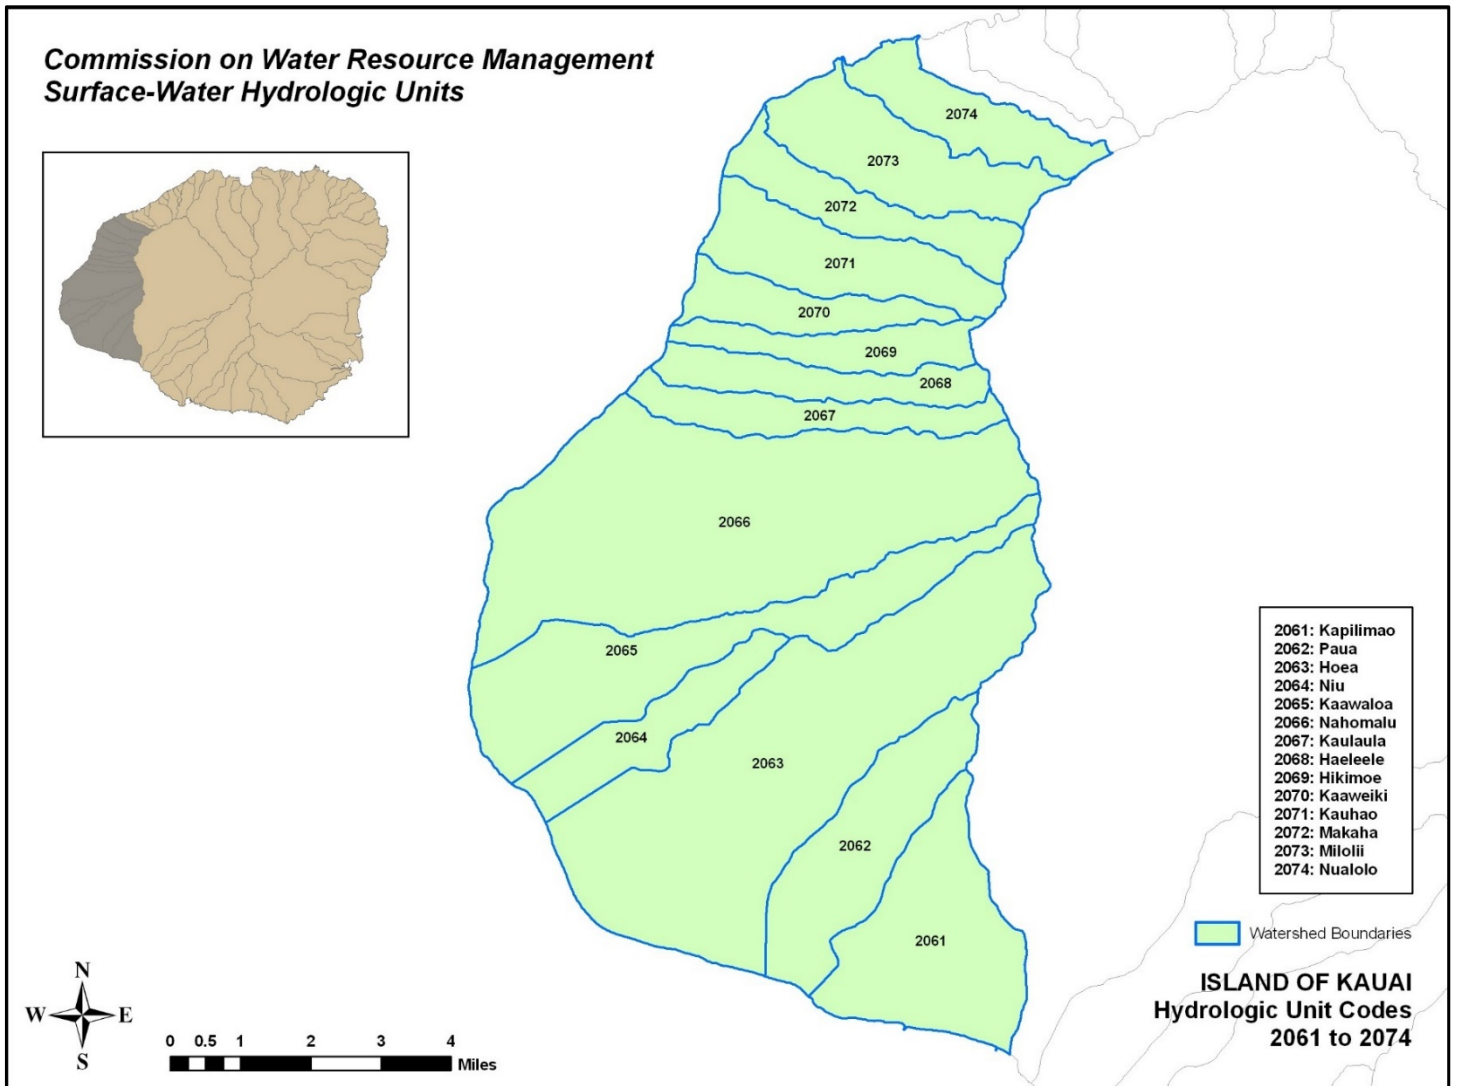 Commission on Water Resource Management
Surface-Water Hydrologic Units
2074
2073
2072
2071
2070
2069
2068
2067
2066
2065
2064
2063
2062
2061
2061: Kapilimao
2062: Paua
2063: Hoea
2064: Niu
2065: Kaawaloa
2066: Nahomalu
2067: Kaulaula
2068: Haeleele
2069: Hikimoe
2070: Kaaweiki
2071: Kauhao
2072: Makaha
2073: Milolii
2074: Nualolo
Watershed Boundaries
ISLAND OF KAUAI
Hydrologic Unit Codes
2061 to 2074
N
W E
S
0 0.5 1 2 3 4
Miles